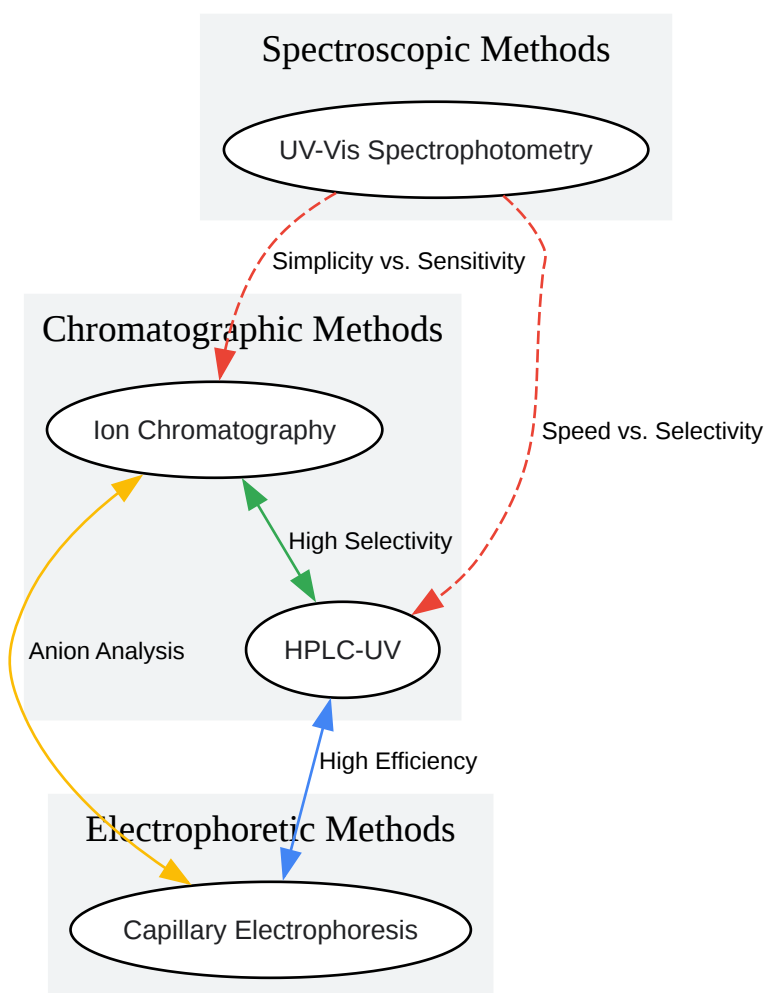 Spectroscopic Methods
UV-Vis Spectrophotometry
Simplicity vs. Sensitivity
Chromatographic Methods
Ion Chromatography
Speed vs. Selectivity
High Selectivity
Anion Analysis
HPLC-UV
High Efficiency
Electrophoretic Methods
Capillary Electrophoresis